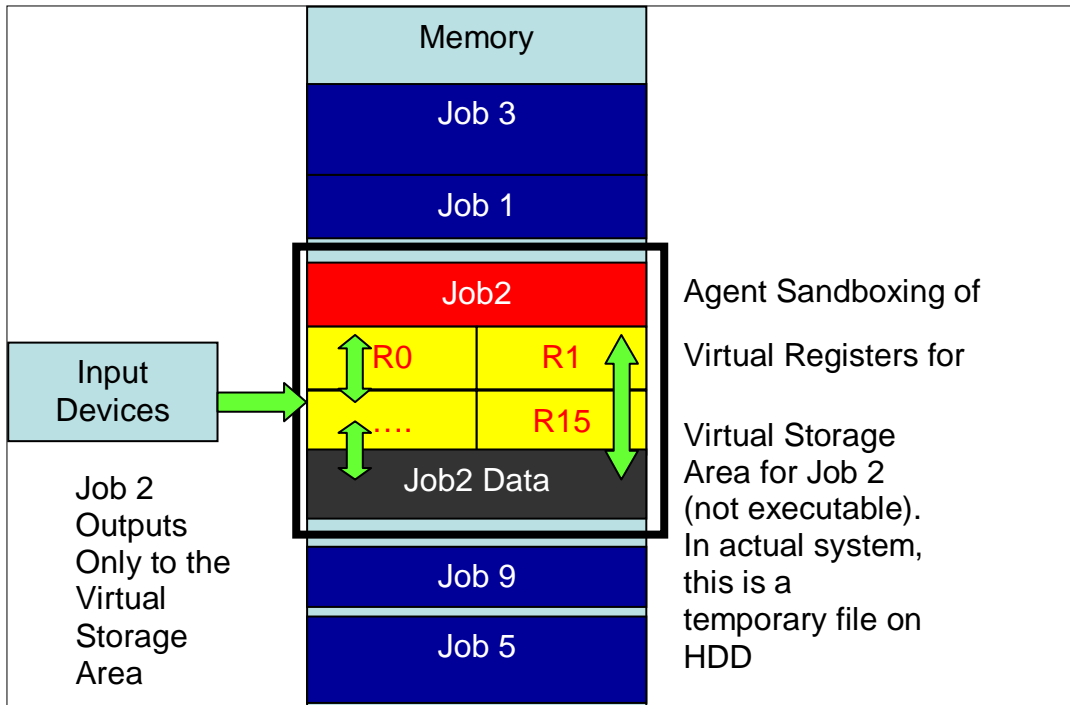 Memory
Job 3
Job 1
Job2
R0
R1
....
R15
Job2 Data
Job 9
Job 5
Input
Devices
Job 2
Outputs
Only to the
Virtual
Storage
Area
Agent Sandboxing of
Virtual Registers for
Virtual Storage
Area for Job 2
(not executable).
In actual system,
this is a
temporary file on
HDD